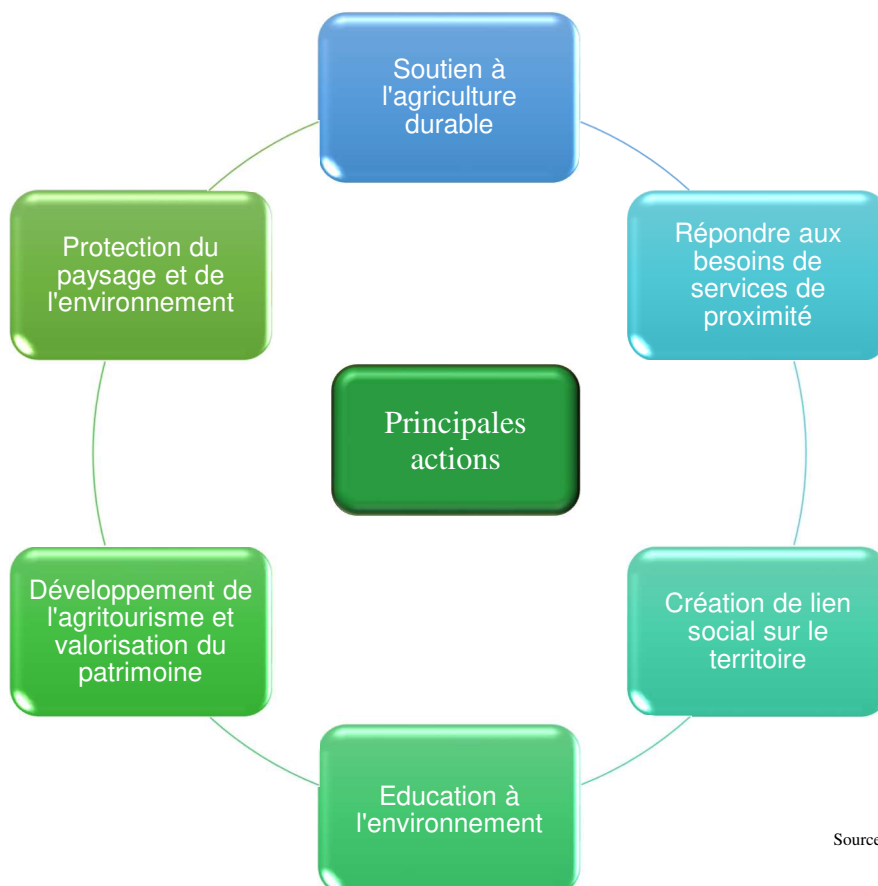 Soutien à
l'agriculture
durable
Répondre aux
besoins de
services de
proximité
Création de lien
social sur le
territoire
Education à
l'environnement
Développement de
l'agritourisme et
valorisation du
patrimoine
Protection du
paysage et de
l'environnement
Principales
actions
Source